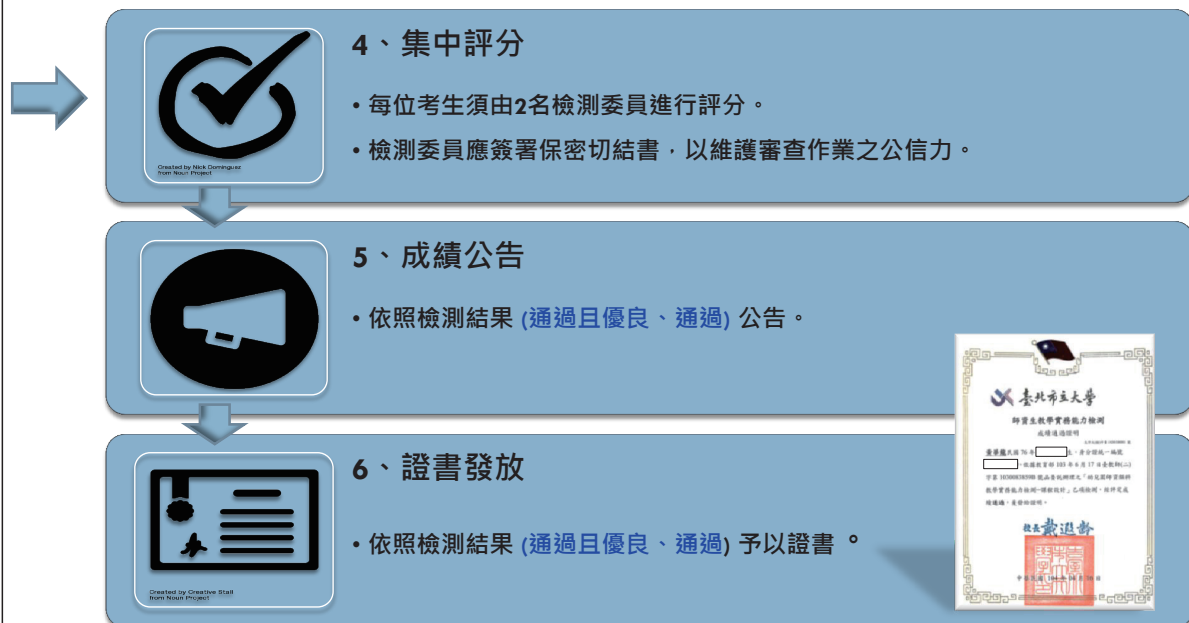 4、集中評分
• 每位考生須由2名檢測委員進行評分。
• 檢測委員應簽署保密切結書,以維護審查作業之公信力。
Created by Nick Dominguez
from Noun Project
5、成績公告
• 依照檢測結果 (通過且優良、通過) 公告。
6、證書發放
• 依照檢測結果 (通過且優良、通過) 予以證書 。
Created by Creative Stall
from Noun Project
臺北市立大學
師資生教學實務能力檢測
成績通過證明